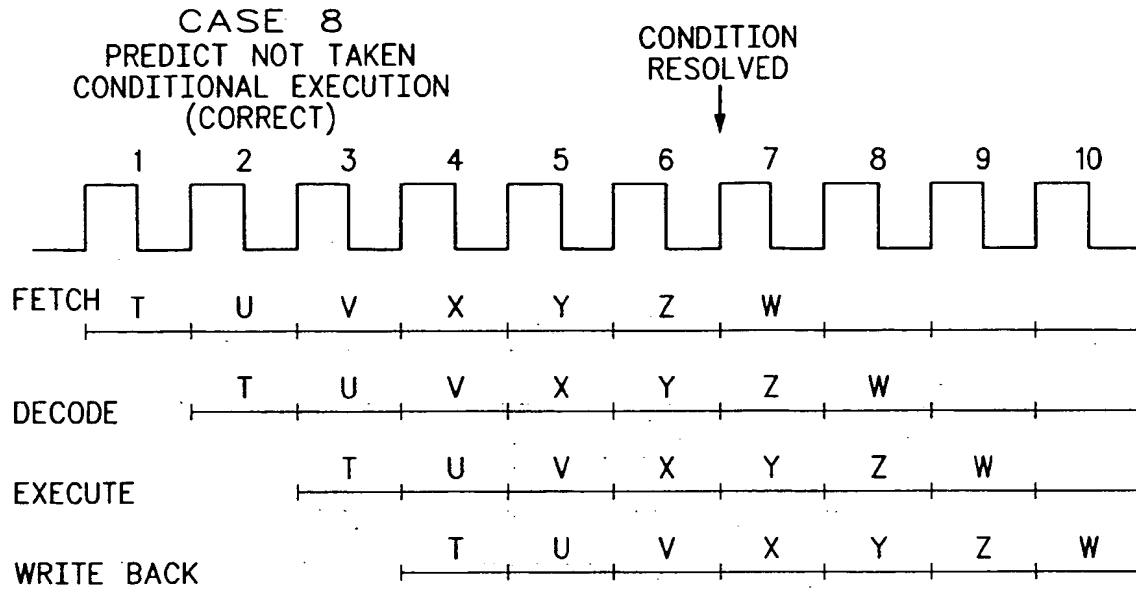 CASE 8
PREDICT NOT TAKEN
CONDITIONAL EXECUTION
(CORRECT)
CONDITION
RESOLVED
1 2 3 4 5 6 7 8 9 10
FETCH T U V X Y Z W
DECODE T U V X Y Z W
EXECUTE T U V X Y Z W
WRITE BACK T U V X Y Z W